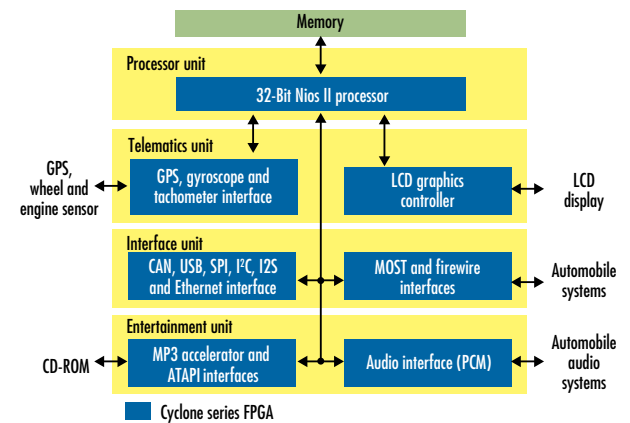 Memory
Processor unit
32-Bit Nios II processor
Telematics unit
GPS,
wheel and
engine sensor
GPS, gyroscope and
tachometer interface
LCD graphics
controller
LCD
display
Interface unit
CAN, USB, SPI, I²C, I2S
and Ethernet interface
MOST and firewire
interfaces
Automobile
systems
Entertainment unit
CD-ROM
MP3 accelerator and
ATAPI interfaces
Audio interface (PCM)
Automobile
audio
systems
Cyclone series FPGA